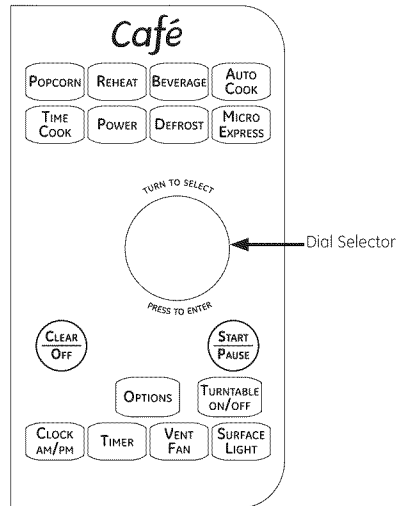 Café
POPCORN REHEAT BEVERAGE AUTO COOK
TIME COOK POWER DEFROST MICRO EXPRESS
TURN TO SELECT
Dial Selector
PRESS TO ENTER
CLEAR OFF START PAUSE
OPTIONS TURNTABLE ON/OFF
CLOCK AM/PM TIMER VENT FAN SURFACE LIGHT